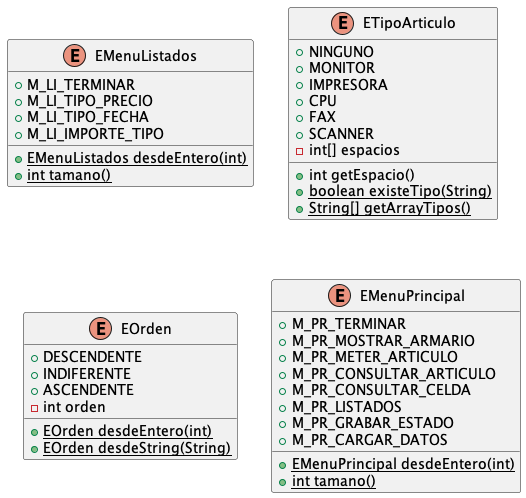 E EMenuListados
M_LI_TERMINAR
M_LI_TIPO_PRECIO
M_LI_TIPO_FECHA
M_LI_IMPORTE_TIPO
EMenuListados desdeEntero(int)
int tamano()
E ETipoArticulo
NINGUNO
MONITOR
IMPRESORA
CPU
FAX
SCANNER
int[] espacios
int getEspacio()
boolean existeTipo(String)
String[] getArrayTipos()
E EOrden
DESCENDENTE
INDIFERENTE
ASCENDENTE
int orden
EOrden desdeEntero(int)
EOrden desdeString(String)
E EMenuPrincipal
M_PR_TERMINAR
M_PR_MOSTRAR_ARMARIO
M_PR_METER_ARTICULO
M_PR_CONSULTAR_ARTICULO
M_PR_CONSULTAR_CELDA
M_PR_LISTADOS
M_PR_GRABAR_ESTADO
M_PR_CARGAR_DATOS
EMenuPrincipal desdeEntero(int)
int tamano()